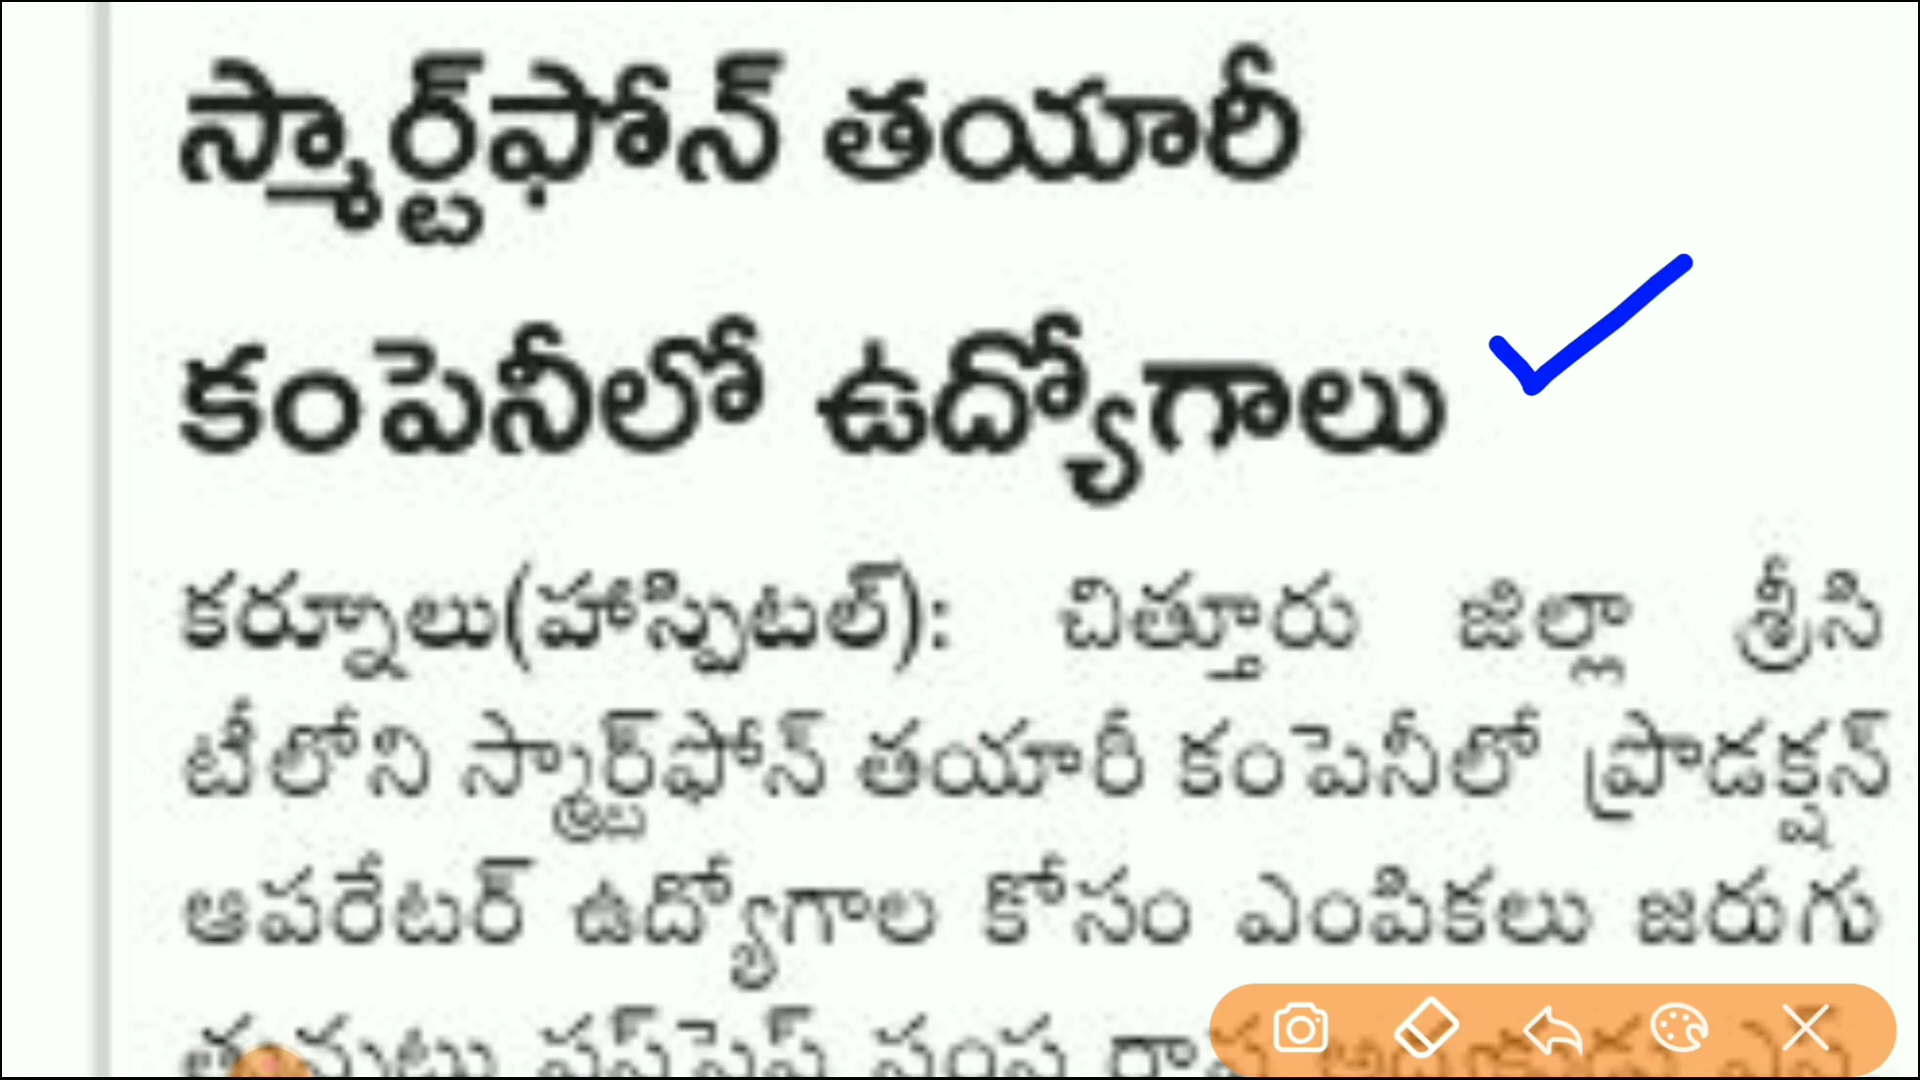 స్మార్ట్‌ఫోన్ తయారీ
కంపెనీలో ఉద్యోగాలు
కర్నూలు(హాస్పిటల్): చిత్తూరు జిల్లా శ్రీసి
టీలోని స్మార్ట్‌ఫోన్ తయారీ కంపెనీలో ప్రొడక్షన్
ఆపరేటర్ ఉద్యోగాల కోసం ఎంపికలు జరుగు